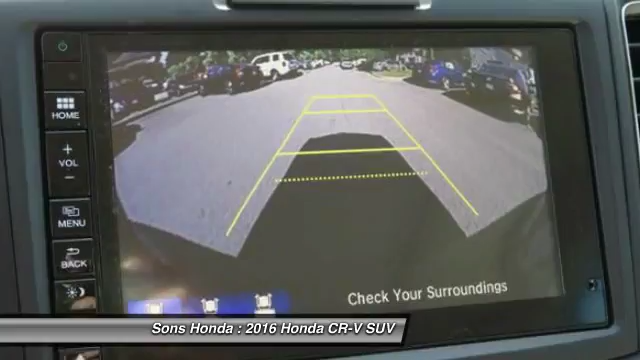 HOME
+
VOL
−
MENU
BACK
Check Your Surroundings
Sons Honda : 2016 Honda CR-V SUV